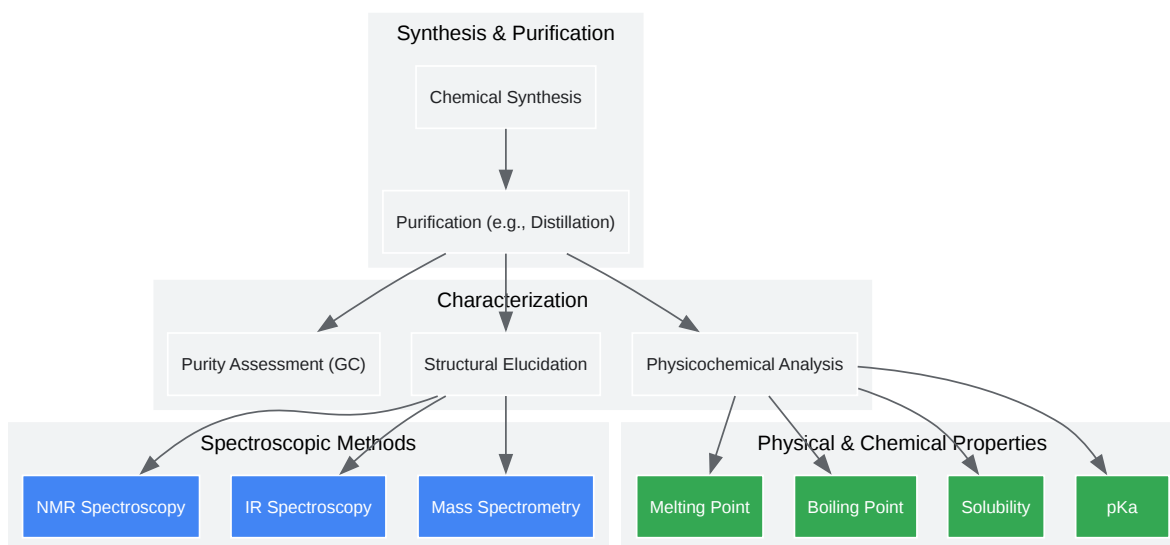 Synthesis & Purification
Chemical Synthesis
Purification (e.g., Distillation)
Characterization
Purity Assessment (GC)
Structural Elucidation
Physicochemical Analysis
Spectroscopic Methods
Physical & Chemical Properties
NMR Spectroscopy
IR Spectroscopy
Mass Spectrometry
Melting Point
Boiling Point
Solubility
pKa